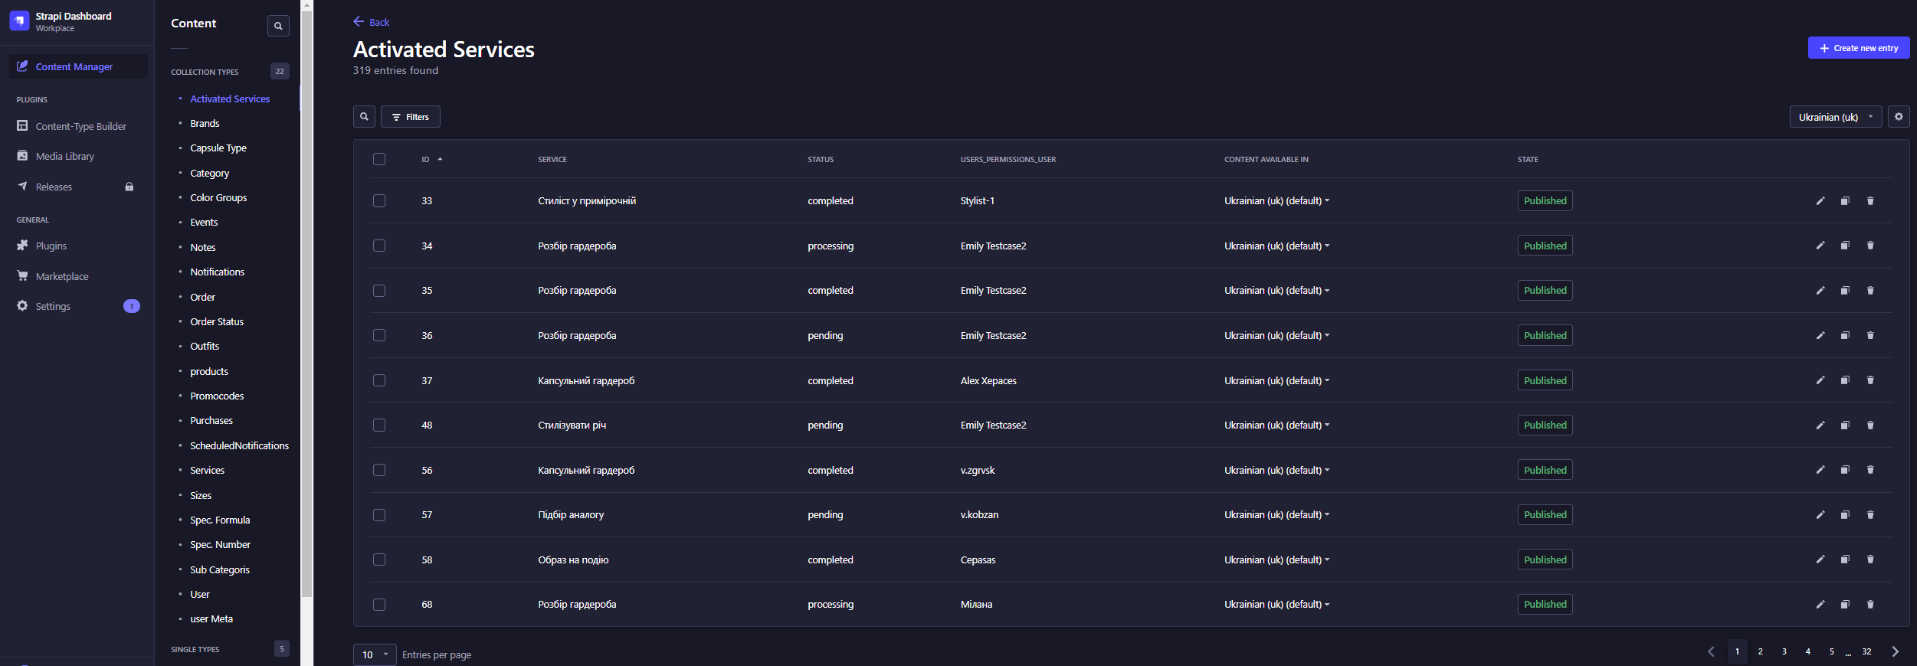 Strapi Dashboard
Workplace
Content Manager
PLUGINS
Content-Type Builder
Media Library
Releases
GENERAL
Plugins
Marketplace
Settings 1
Content
COLLECTION TYPES 22
Activated Services
Brands
Capsule Type
Category
Color Groups
Events
Notes
Notifications
Order
Order Status
Outfits
products
Promocodes
Purchases
ScheduledNotifications
Services
Sizes
Spec. Formula
Spec. Number
Sub Categoris
User
user Meta
SINGLE TYPES 5
Back
Activated Services
319 entries found
Create new entry
Filters
Ukrainian (uk)
ID SERVICE STATUS USERS_PERMISSIONS_USER CONTENT AVAILABLE IN STATE
33 Стиліст у примірочній completed Stylist-1 Ukrainian (uk) (default) Published
34 Розбір гардероба processing Emily Testcase2 Ukrainian (uk) (default) Published
35 Розбір гардероба completed Emily Testcase2 Ukrainian (uk) (default) Published
36 Розбір гардероба pending Emily Testcase2 Ukrainian (uk) (default) Published
37 Капсульний гардероб completed Alex Xepaces Ukrainian (uk) (default) Published
48 Стилізувати річ pending Emily Testcase2 Ukrainian (uk) (default) Published
56 Капсульний гардероб completed v.zgrvsk Ukrainian (uk) (default) Published
57 Підбір аналогу pending v.kobzan Ukrainian (uk) (default) Published
58 Образ на подію completed Cepasas Ukrainian (uk) (default) Published
68 Розбір гардероба processing Мілана Ukrainian (uk) (default) Published
10 Entries per page
1 2 3 4 5 ... 32